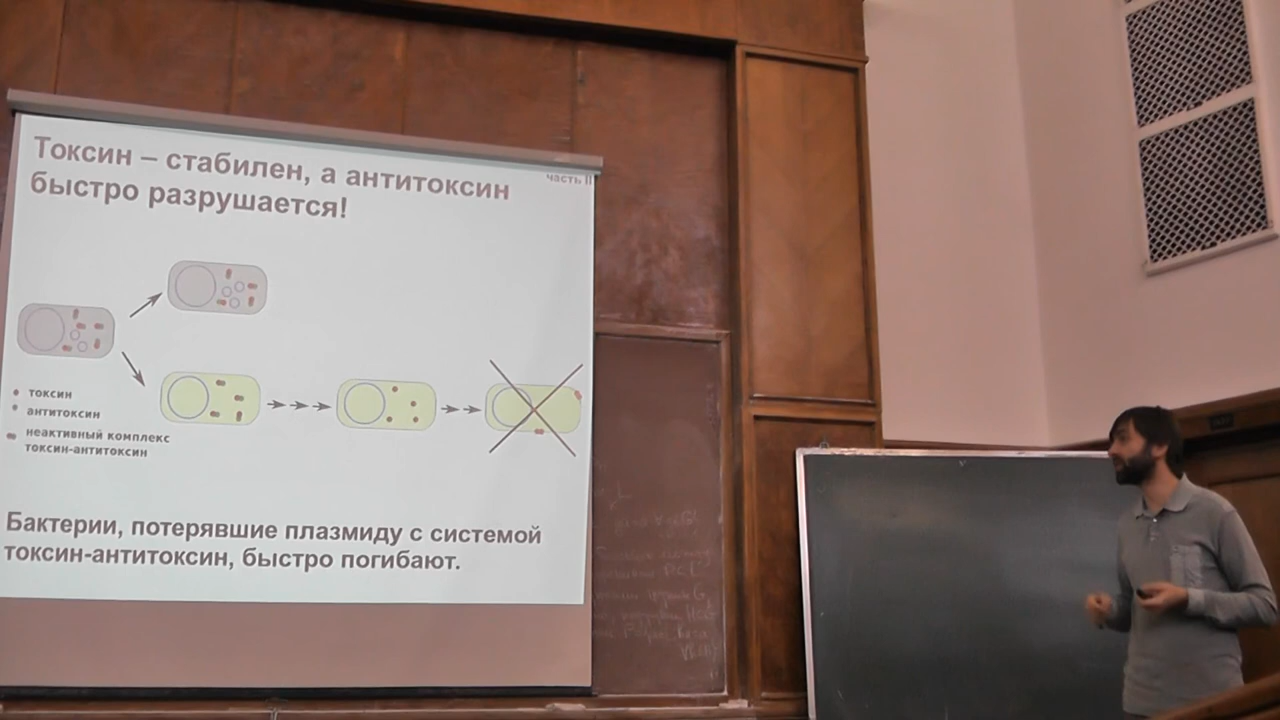 Токсин – стабилен, а антитоксин
быстро разрушается!
часть II
токсин
антитоксин
неактивный комплекс
токсин-антитоксин
Бактерии, потерявшие плазмиду с системой
токсин-антитоксин, быстро погибают.